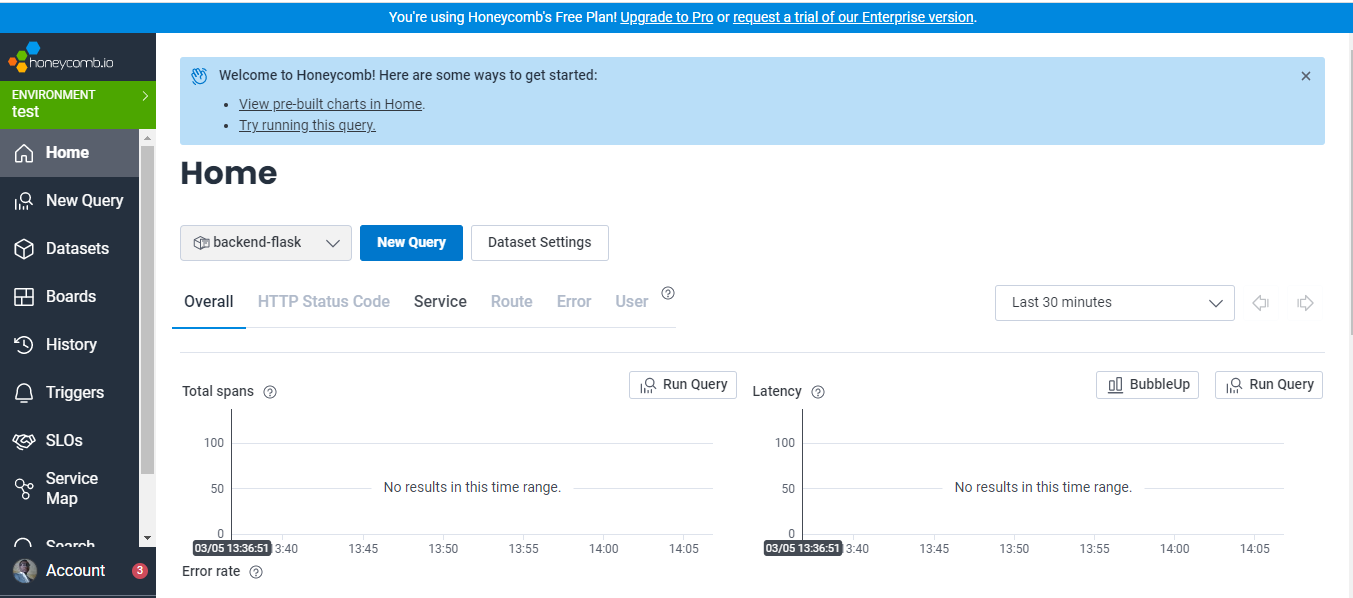 You're using Honeycomb's Free Plan! Upgrade to Pro or request a trial of our Enterprise version.
honeycomb.io
ENVIRONMENT
test
Home
New Query
Datasets
Boards
History
Triggers
SLOs
Service
Map
Search
Account
3
Welcome to Honeycomb! Here are some ways to get started:
• View pre-built charts in Home.
• Try running this query.
Home
backend-flask New Query Dataset Settings
Overall HTTP Status Code Service Route Error User ?
Last 30 minutes
Total spans ? Run Query
100
50
0
No results in this time range.
03/05 13:36:51 3:40 13:45 13:50 13:55 14:00 14:05
Latency ? BubbleUp Run Query
100
50
0
No results in this time range.
03/05 13:36:51 3:40 13:45 13:50 13:55 14:00 14:05
Error rate ?